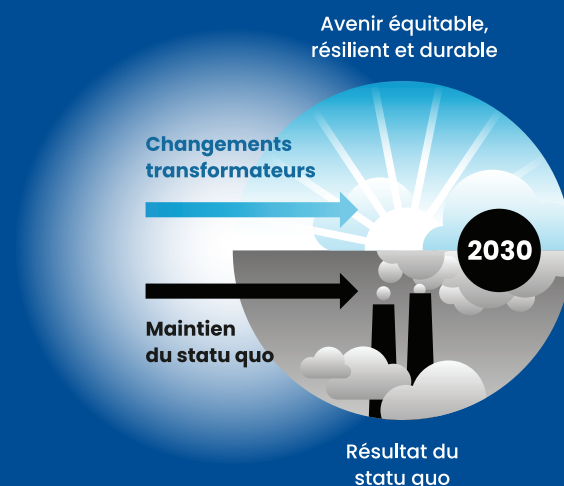 Avenir équitable,
résilient et durable
Changements
transformateurs
2030
Maintien
du statu quo
Résultat du
statu quo